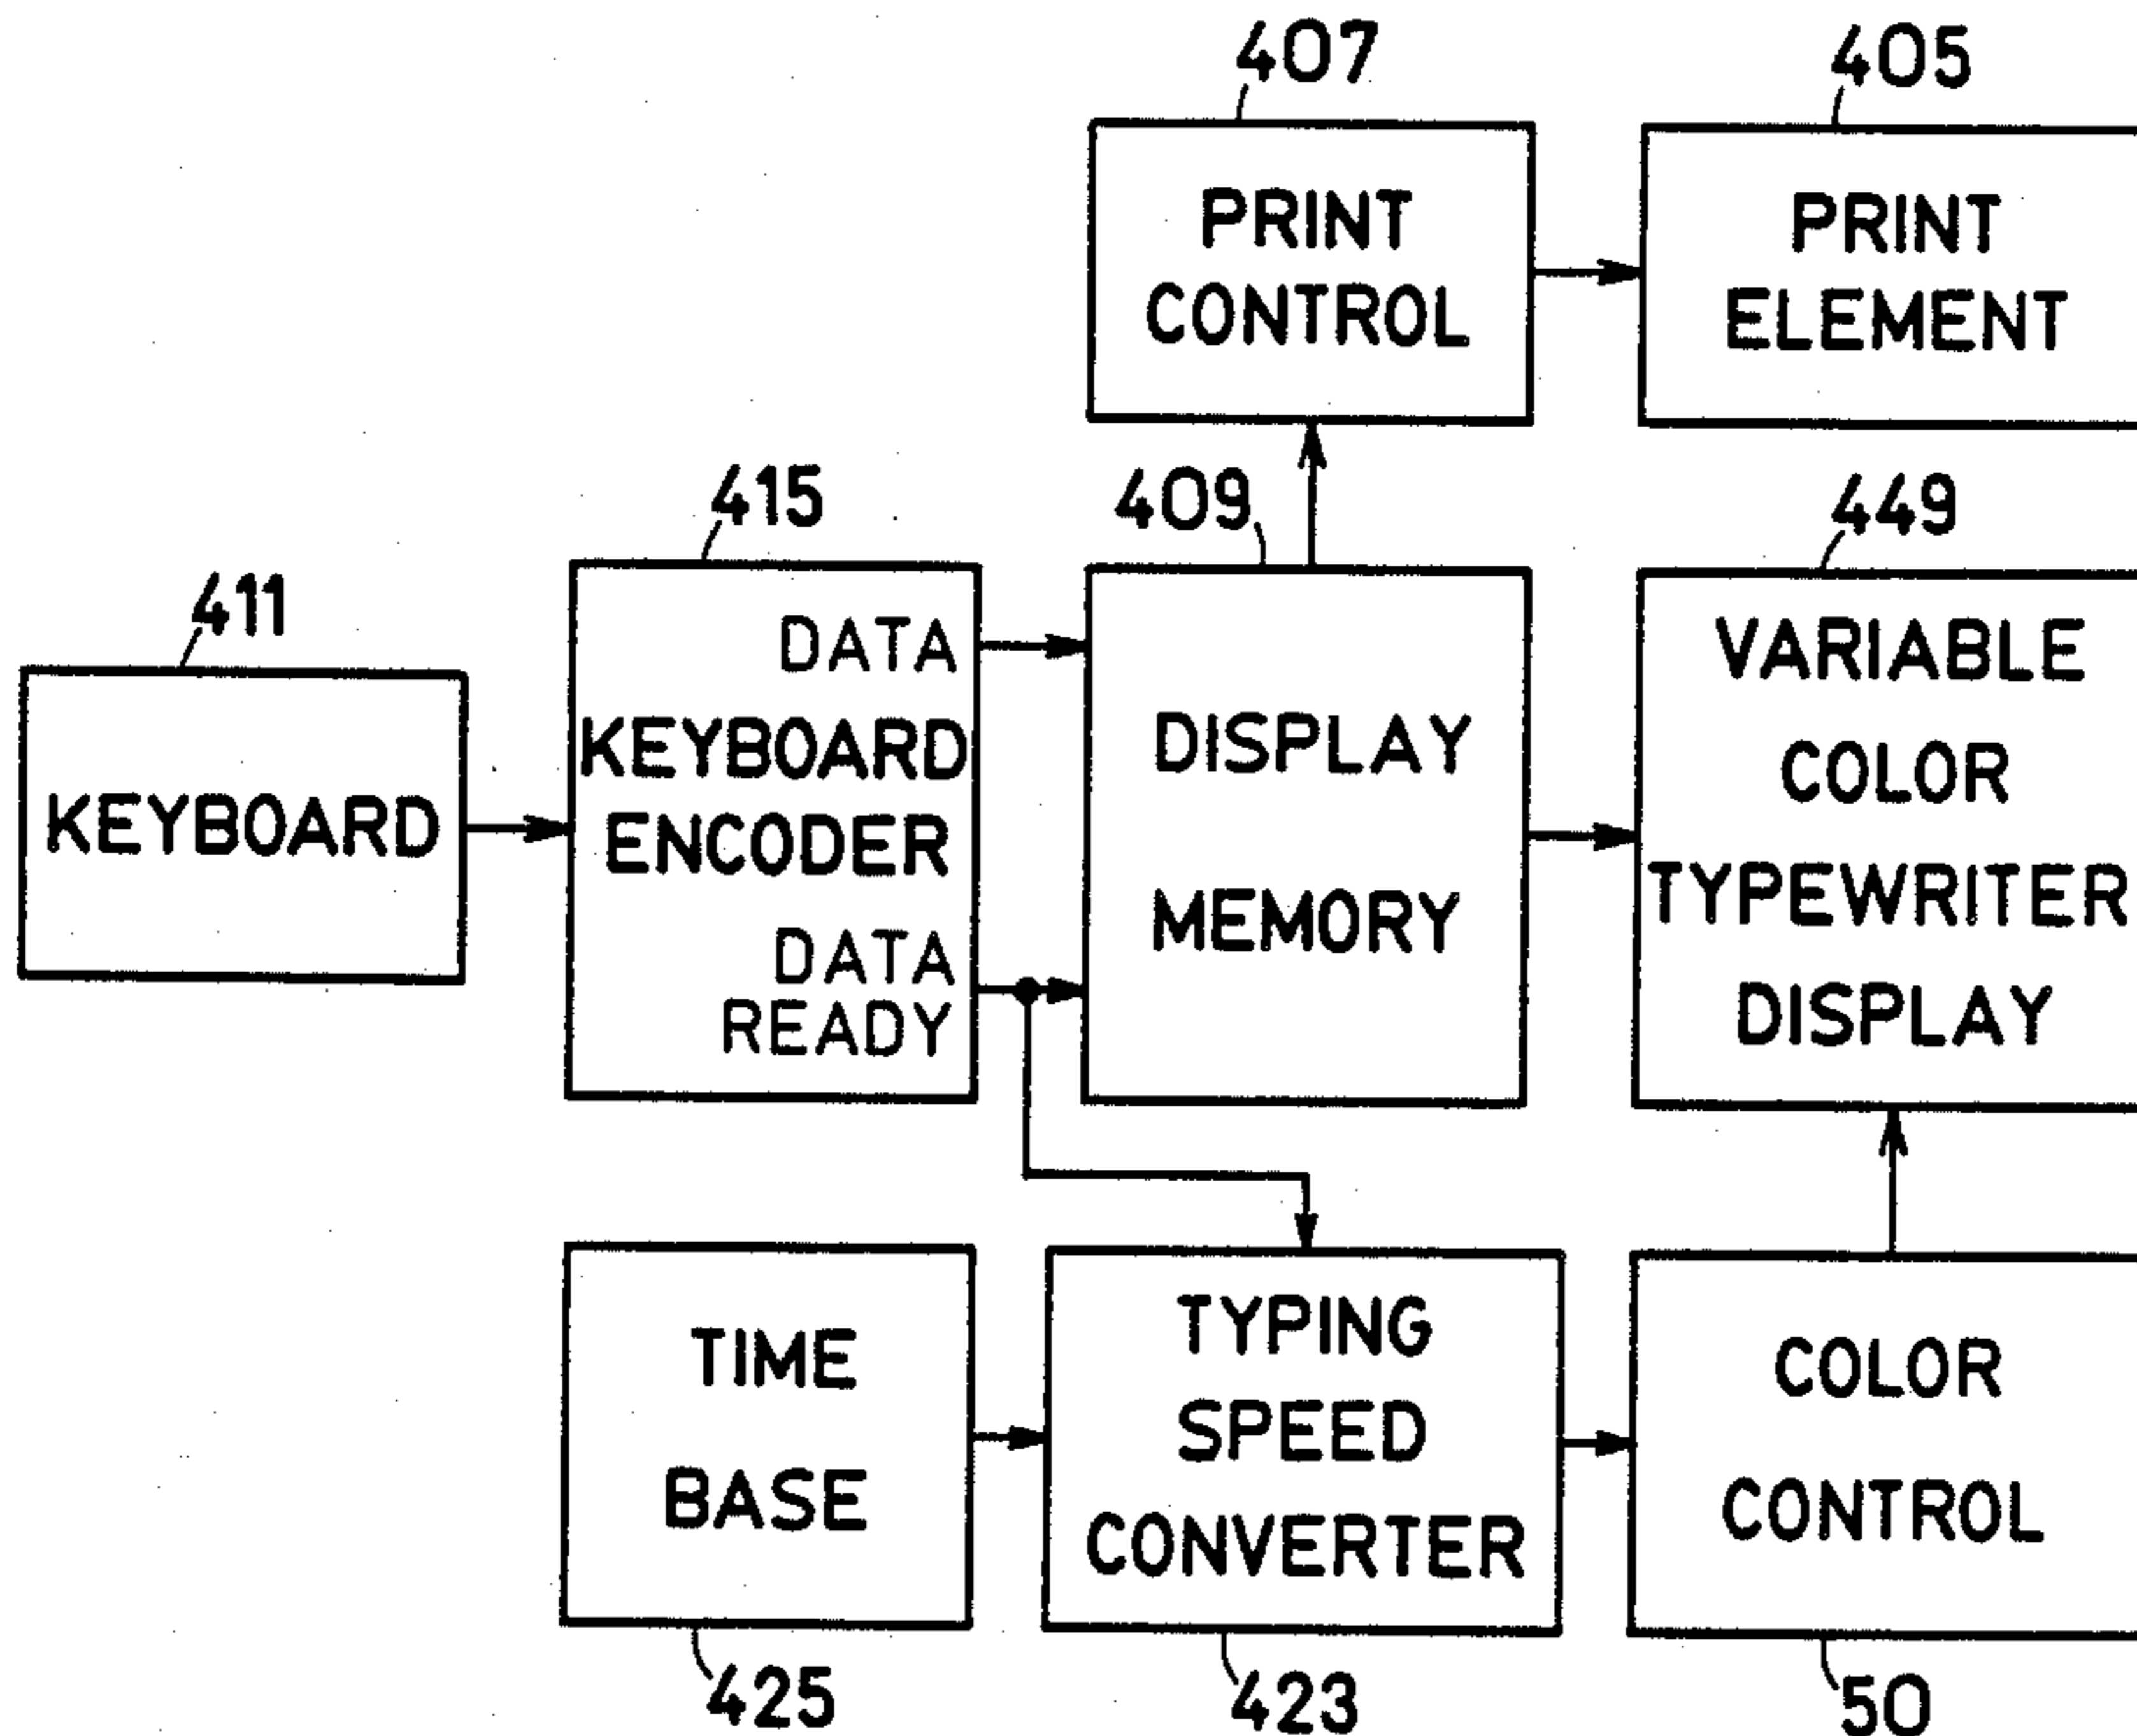 407
405
PRINT
CONTROL
PRINT
ELEMENT
411
415
409
449
KEYBOARD
DATA
KEYBOARD
ENCODER
DATA
READY
DISPLAY
MEMORY
VARIABLE
COLOR
TYPEWRITER
DISPLAY
TIME
BASE
TYPING
SPEED
CONVERTER
COLOR
CONTROL
425
423
50